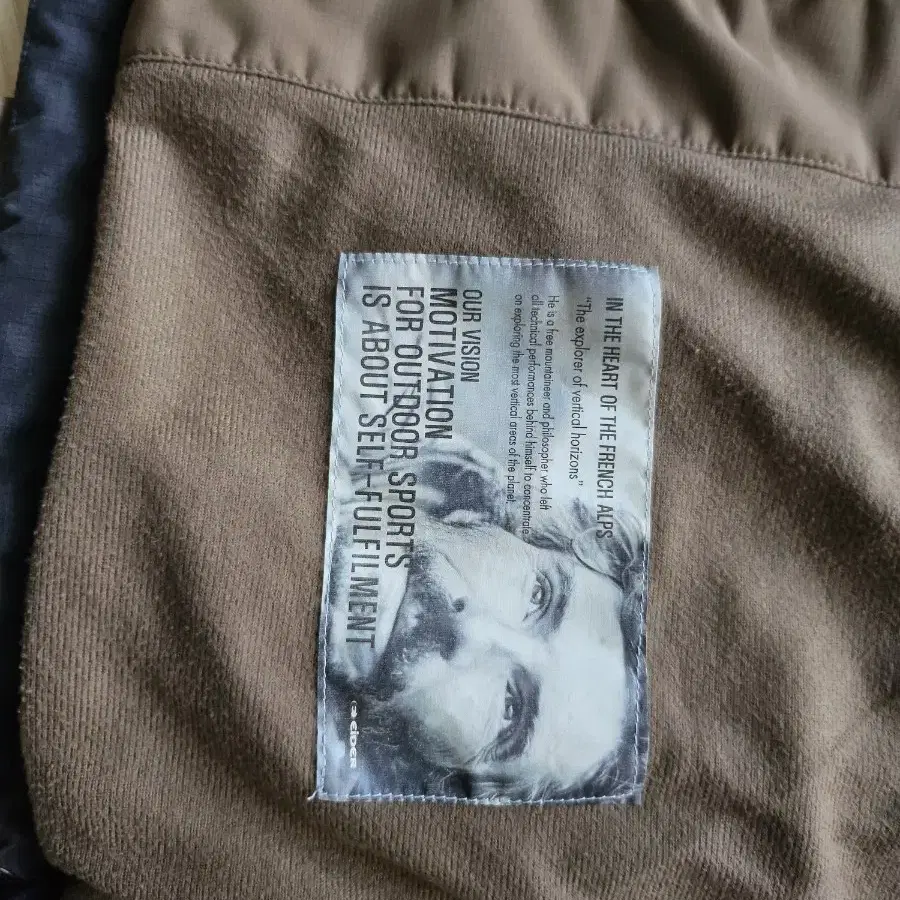 IN THE HEART OF THE FRENCH ALPS
"The explorer of vertical horizons"
He is a free mountaineer and philosopher who left
all technical performances behind himself to concentrate
on exploring the most vertical areas of the planet.
OUR VISION
MOTIVATION
FOR OUTDOOR SPORTS
IS ABOUT SELF-FULFILMENT
EiDER